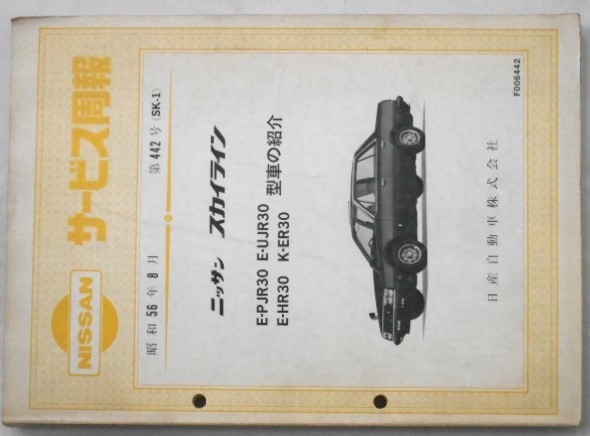 NISSAN サービス周報
昭和56年8月 第442号（SK-1）
ニッサン スカイライン
E-PJR30 E-UJR30
E-HR30 K-ER30 型車の紹介
日産自動車株式会社
F006442